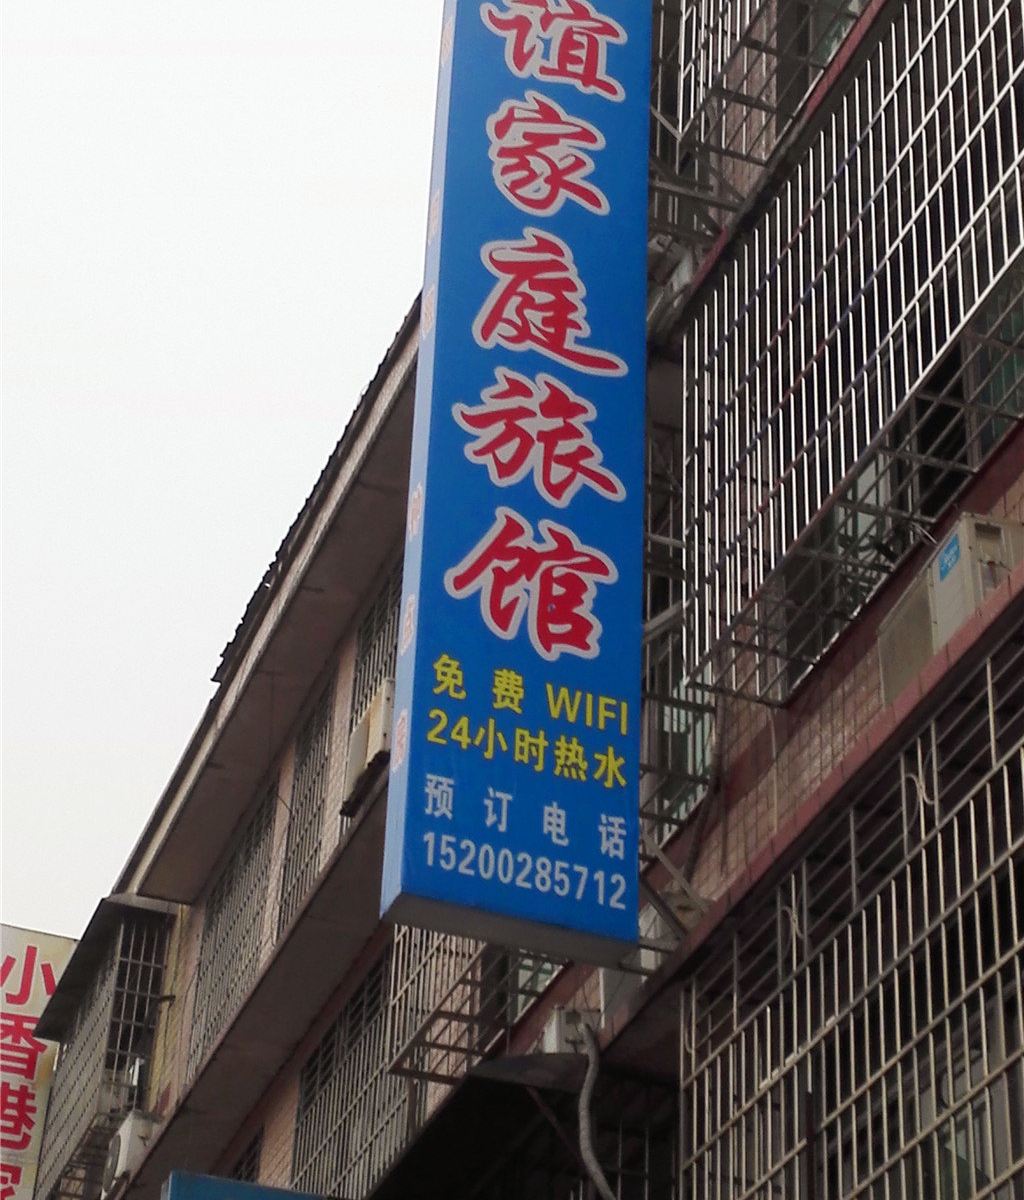 谊家庭旅馆
免费 WIFI
24小时热水
预订电话
15200285712
小香港